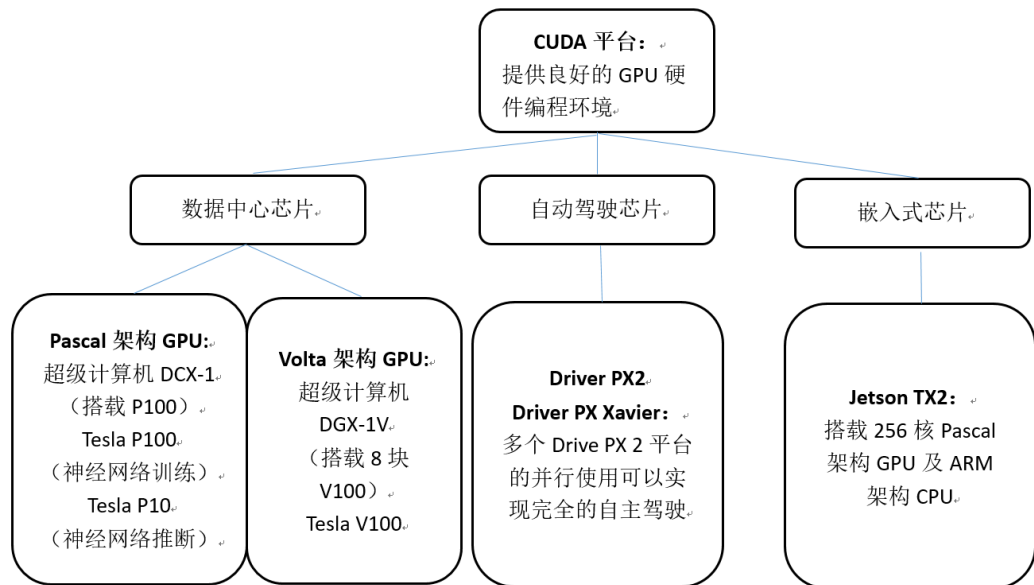 CUDA 平台：
提供良好的 GPU 硬
件编程环境
数据中心芯片
自动驾驶芯片
嵌入式芯片
Pascal 架构 GPU:
超级计算机 DCX-1
（搭载 P100）
Tesla P100
（神经网络训练）
Tesla P10
（神经网络推断）
Volta 架构 GPU:
超级计算机
DGX-1V
（搭载 8 块
V100）
Tesla V100
Driver PX2
Driver PX Xavier：
多个 Drive PX 2 平台
的并行使用可以实
现完全的自主驾驶
Jetson TX2：
搭载 256 核 Pascal
架构 GPU 及 ARM
架构 CPU